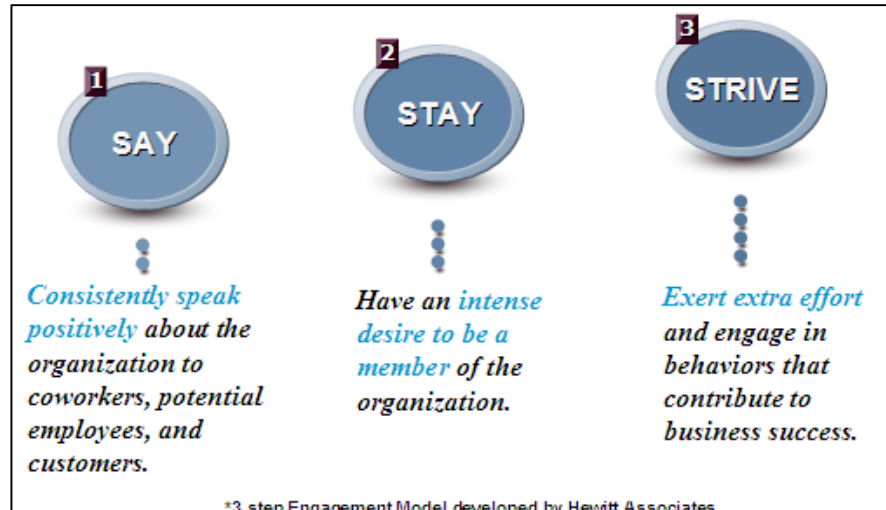 1
SAY
Consistently speak
positively about the
organization to
coworkers, potential
employees, and
customers.
2
STAY
Have an intense
desire to be a
member of the
organization.
3
STRIVE
Exert extra effort
and engage in
behaviors that
contribute to
business success.
*3 step Engagement Model developed by Hewitt Associates